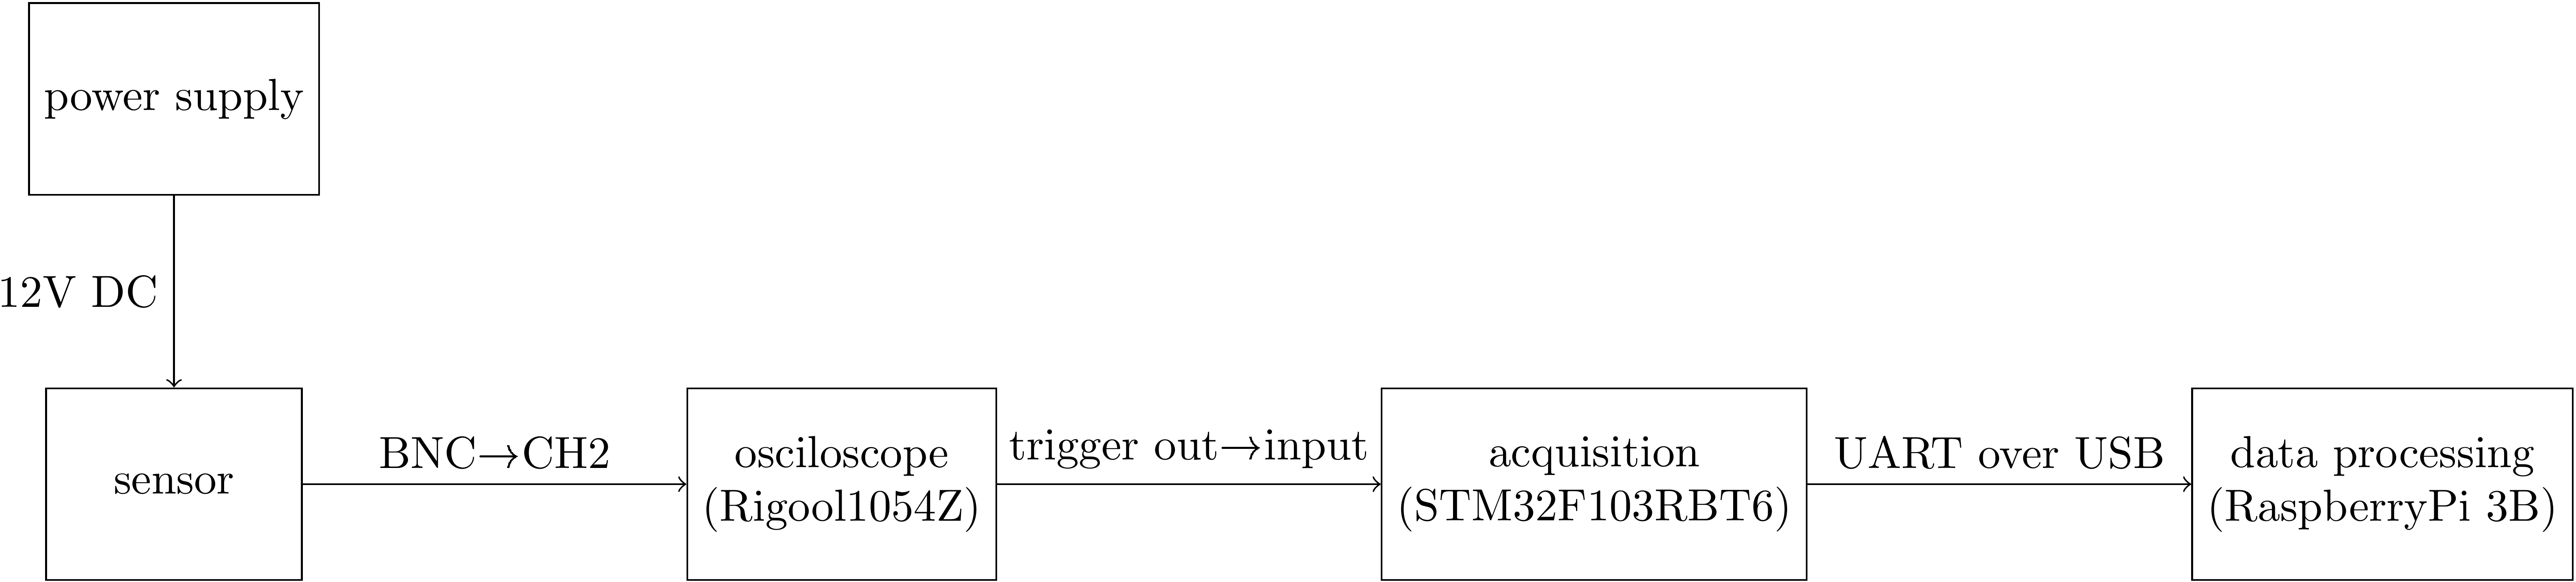 power supply
12V DC
sensor
BNC→CH2
osciloscope
(Rigool1054Z)
trigger out→input
acquisition
(STM32F103RBT6)
UART over USB
data processing
(RaspberryPi 3B)